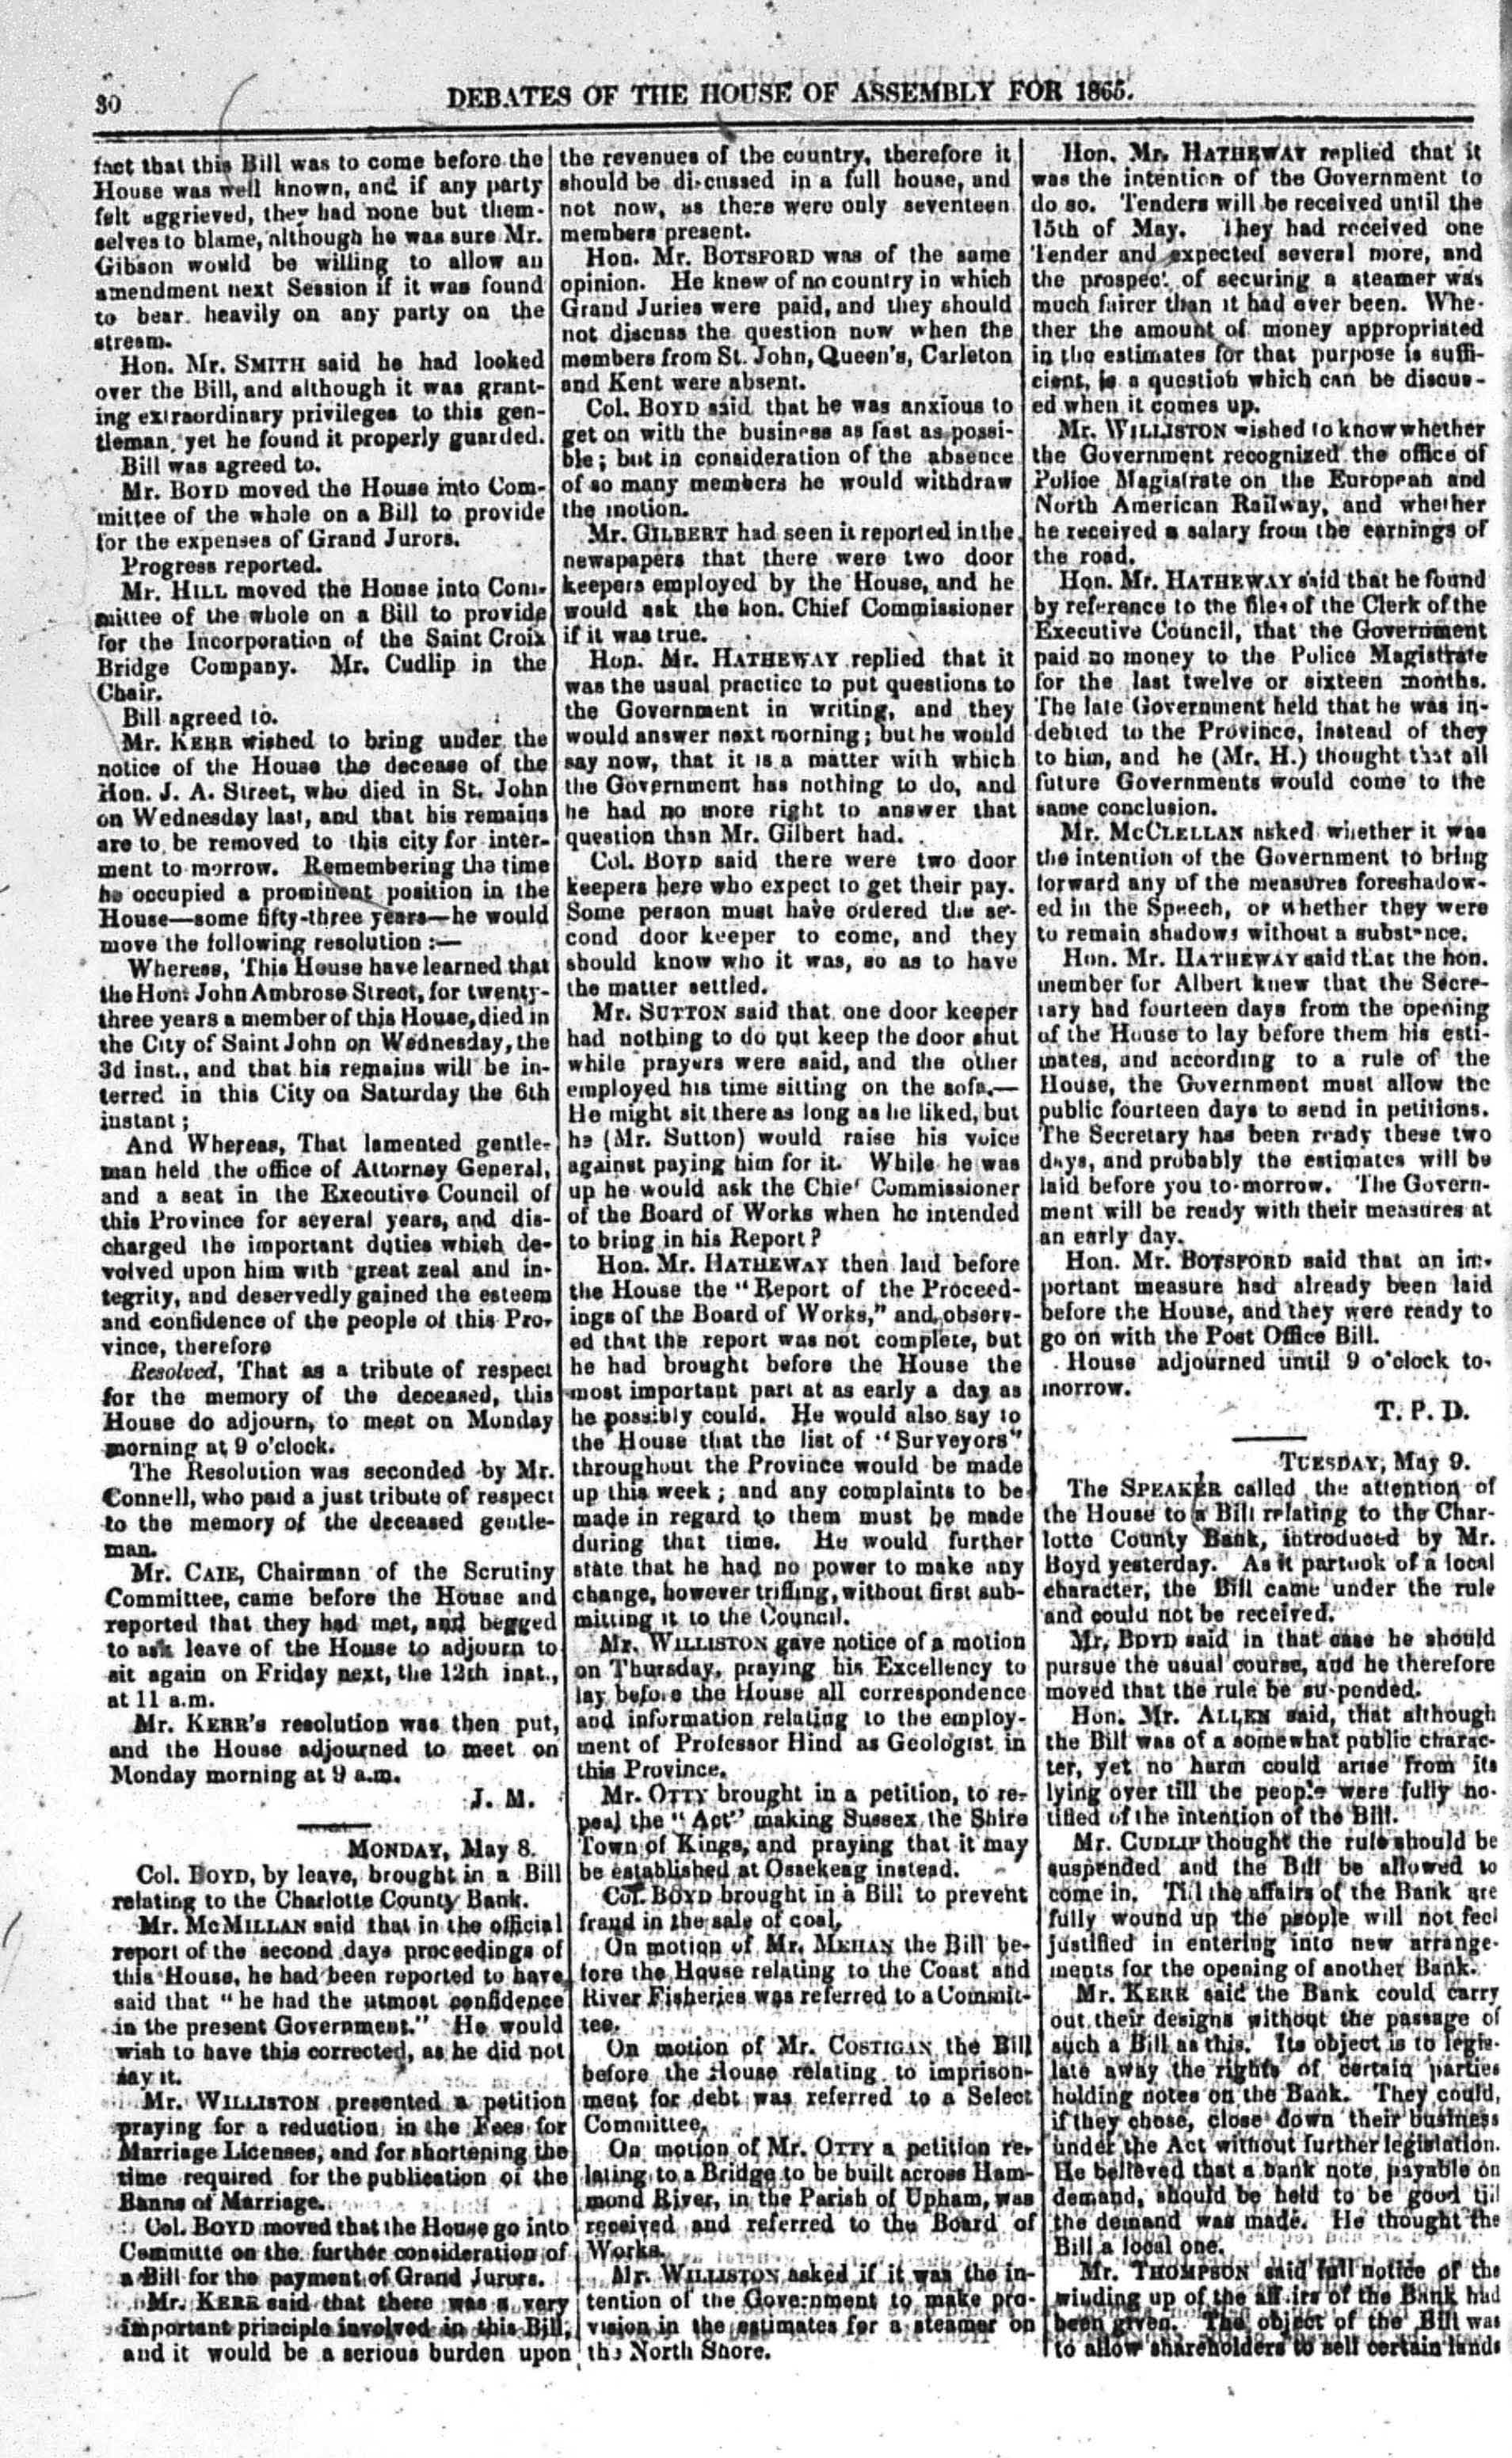 30
DEBATES OF THE HOUSE OF ASSEMBLY FOR 1865.
fact that this Bill was to come before the
House was well known, and if any party
felt aggrieved, they had none but them-
selves to blame, although he was sure Mr.
Gibson would be willing to allow an
amendment next Session if it was found
to bear heavily on any party on the
stream.
Hon. Mr. SMITH said he had looked
over the Bill, and although it was grant-
ing extraordinary privileges to this gen-
tleman, yet he found it properly guarded.
Bill was agreed to.
Mr. BOYD moved the House into Com-
mittee of the whole on a Bill to provide
for the expenses of Grand Jurors.
Progress reported.
Mr. HILL moved the House into Com-
mittee of the whole on a Bill to provide
for the Incorporation of the Saint Croix
Bridge Company. Mr. Cudlip in the
Chair.
Bill agreed to.
Mr. KERR wished to bring under the
notice of the House the decease of the
Hon. J. A. Street, who died in St. John
on Wednesday last, and that his remains
are to be removed to this city for inter-
ment to morrow. Remembering tha time
he occupied a prominent position in the
House—some fifty-three years—he would
move the following resolution :—
Whereas, This House have learned that
the Hon. John Ambrose Street, for twenty-
three years a member of this House, died in
the City of Saint John on Wednesday, the
3d inst., and that his remains will be in-
terred in this City on Saturday the 6th
instant ;
And Whereas, That lamented gentle-
man held the office of Attorney General,
and a seat in the Executive Council of
this Province for several years, and dis-
charged the important duties which de-
volved upon him with great zeal and in-
tegrity, and deservedly gained the esteem
and confidence of the people of this Pro-
vince, therefore
Resolved, That as a tribute of respect
for the memory of the deceased, this
House do adjourn, to meet on Monday
morning at 9 o'clock.
The Resolution was seconded by Mr.
Connell, who paid a just tribute of respect
to the memory of the deceased gentle-
man.
Mr. CAIE, Chairman of the Scrutiny
Committee, came before the House and
reported that they had met, and begged
to ask leave of the House to adjourn to
sit again on Friday next, the 12th inst.,
at 11 a.m.
Mr. KERR'S resolution was then put,
and the House adjourned to meet on
Monday morning at 9 a.m.
J. M.
MONDAY, May 8.
Col. BOYD, by leave, brought in a Bill
relating to the Charlotte County Bank.
Mr. MCMILLAN said that in the official
report of the second days proceedings of
this House, he had been reported to have
said that "he had the utmost confidence
in the present Government." He would
wish to have this corrected, as he did not
say it.
Mr. WILLISTON presented a petition
praying for a reduction in the Fees for
Marriage Licenses, and for shortening the
time required for the publication of the
Banns of Marriage.
Col. BOYD moved that the House go into
Committe on the further consideration of
a Bill for the payment of Grand Jurors.
Mr. KERR said that there was a very
important principle involved in this Bill,
and it would be a serious burden upon
the revenues of the country, therefore it
should be discussed in a full house, and
not now, as there were only seventeen
members present.
Hon. Mr. BOTSFORD was of the same
opinion. He knew of no country in which
Grand Juries were paid, and they should
not discuss the question now when the
members from St. John, Queen's, Carleton
and Kent were absent.
Col. BOYD said that he was anxious to
get on with the business as fast as possi-
ble ; but in consideration of the absence
of so many members he would withdraw
the motion.
Mr. GILBERT had seen it reported in the
newspapers that there were two door
keepers employed by the House, and he
would ask the hon. Chief Commissioner
if it was true.
Hon. Mr. HATHEWAY replied that it
was the usual practice to put questions to
the Government in writing, and they
would answer next morning ; but he would
say now, that it is a matter with which
the Government has nothing to do, and
he had no more right to answer that
question than Mr. Gilbert had.
Col. BOYD said there were two door
keepers here who expect to get their pay.
Some person must have ordered the se-
cond door keeper to come, and they
should know who it was, so as to have
the matter settled.
Mr. SUTTON said that one door keeper
had nothing to do out keep the door shut
while prayers were said, and the other
employed his time sitting on the sofa.—
He might sit there as long as he liked, but
he (Mr. Sutton) would raise his voice
against paying him for it. While he was
up he would ask the Chief Commissioner
of the Board of Works when he intended
to bring in his Report ?
Hon. Mr. HATHEWAY then laid before
the House the "Report of the Proceed-
ings of the Board of Works," and observ-
ed that the report was not complete, but
he had brought before the House the
most important part at as early a day as
he possibly could. He would also say to
the House that the list of "Surveyors"
throughout the Province would be made
up this week ; and any complaints to be
made in regard to them must be made
during that time. He would further
state that he had no power to make any
change, however trifling, without first sub-
mitting it to the Council.
Mr. WILLISTON gave notice of a motion
on Thursday, praying his Excellency to
lay before the House all correspondence
and information relating to the employ-
ment of Professor Hind as Geologist in
this Province.
Mr. OTTY brought in a petition, to re-
peal the "Act" making Sussex the Shire
Town of Kings, and praying that it may
be established at Ossekeag instead.
Col. BOYD brought in a Bill to prevent
fraud in the sale of coal.
On motion of Mr. MEHAN the Bill be-
fore the House relating to the Coast and
River Fisheries was referred to a Commit-
tee.
On motion of Mr. COSTIGAN the Bill
before the House relating to imprison-
ment for debt was referred to a Select
Committee.
On motion of Mr. OTTY a petition re-
lating to a Bridge to be built across Ham-
mond River, in the Parish of Upham, was
received and referred to the Board of
Works.
Mr. WILLISTON asked if it was the in-
tention of the Government to make pro-
vision in the estimates for a steamer on
the North Shore.
Hon. Mr. HATHEWAY replied that it
was the intention of the Government to
do so. Tenders will be received until the
15th of May. They had received one
Tender and expected several more, and
the prospect of securing a steamer was
much fairer than it had ever been. Whe-
ther the amount of money appropriated
in the estimates for that purpose is suffi-
cient, is a question which can be discus-
ed when it comes up.
Mr. WILLISTON wished to know whether
the Government recognized the office of
Police Magistrate on the European and
North American Railway, and whether
he received a salary from the earnings of
the road.
Hon. Mr. HATHEWAY said that he found
by reference to the files of the Clerk of the
Executive Council, that the Government
paid no money to the Police Magistrate
for the last twelve or sixteen months.
The late Government held that he was in-
debted to the Province, instead of they
to him, and he (Mr. H.) thought that all
future Governments would come to the
same conclusion.
Mr. MCCLELLAN asked whether it was
the intention of the Government to bring
forward any of the measures foreshadow-
ed in the Speech, or whether they were
to remain shadows without a substance.
Hon. Mr. HATHEWAY said that the hon.
member for Albert knew that the Secre-
tary had fourteen days from the opening
of the House to lay before them his esti-
mates, and according to a rule of the
House, the Government must allow the
public fourteen days to send in petitions.
The Secretary has been ready these two
days, and probably the estimates will be
laid before you to-morrow. The Govern-
ment will be ready with their measures at
an early day.
Hon. Mr. BOTSFORD said that an im-
portant measure had already been laid
before the House, and they were ready to
go on with the Post Office Bill.
House adjourned until 9 o'clock to-
morrow.
T. P. D.
TUESDAY, May 9.
The SPEAKER called the attention of
the House to a Bill relating to the Char-
lotte County Bank, introduced by Mr.
Boyd yesterday. As it partook of a local
character, the Bill came under the rule
and could not be received.
Mr. BOYD said in that case he should
pursue the usual course, and he therefore
moved that the rule be suspended.
Hon. Mr. ALLEN said, that although
the Bill was of a somewhat public charac-
ter, yet no harm could arise from its
lying over till the people were fully no-
tified of the intention of the Bill.
Mr. CUDLIP thought the rule should be
suspended and the Bill be allowed to
come in. Till the affairs of the Bank are
fully wound up the people will not feel
justified in entering into new arrange-
ments for the opening of another Bank.
Mr. KERR said the Bank could carry
out their designs without the passage of
such a Bill as this. Its object is to legis-
late away the rights of certain parties
holding notes on the Bank. They could,
if they chose, close down their business
under the Act without further legislation.
He believed that a bank note, payable on
demand, should be held to be good till
the demand was made. He thought the
Bill a local one.
Mr. THOMPSON said full notice of the
winding up of the affairs of the Bank had
been given. The object of the Bill was
to allow shareholders to sell certain lands